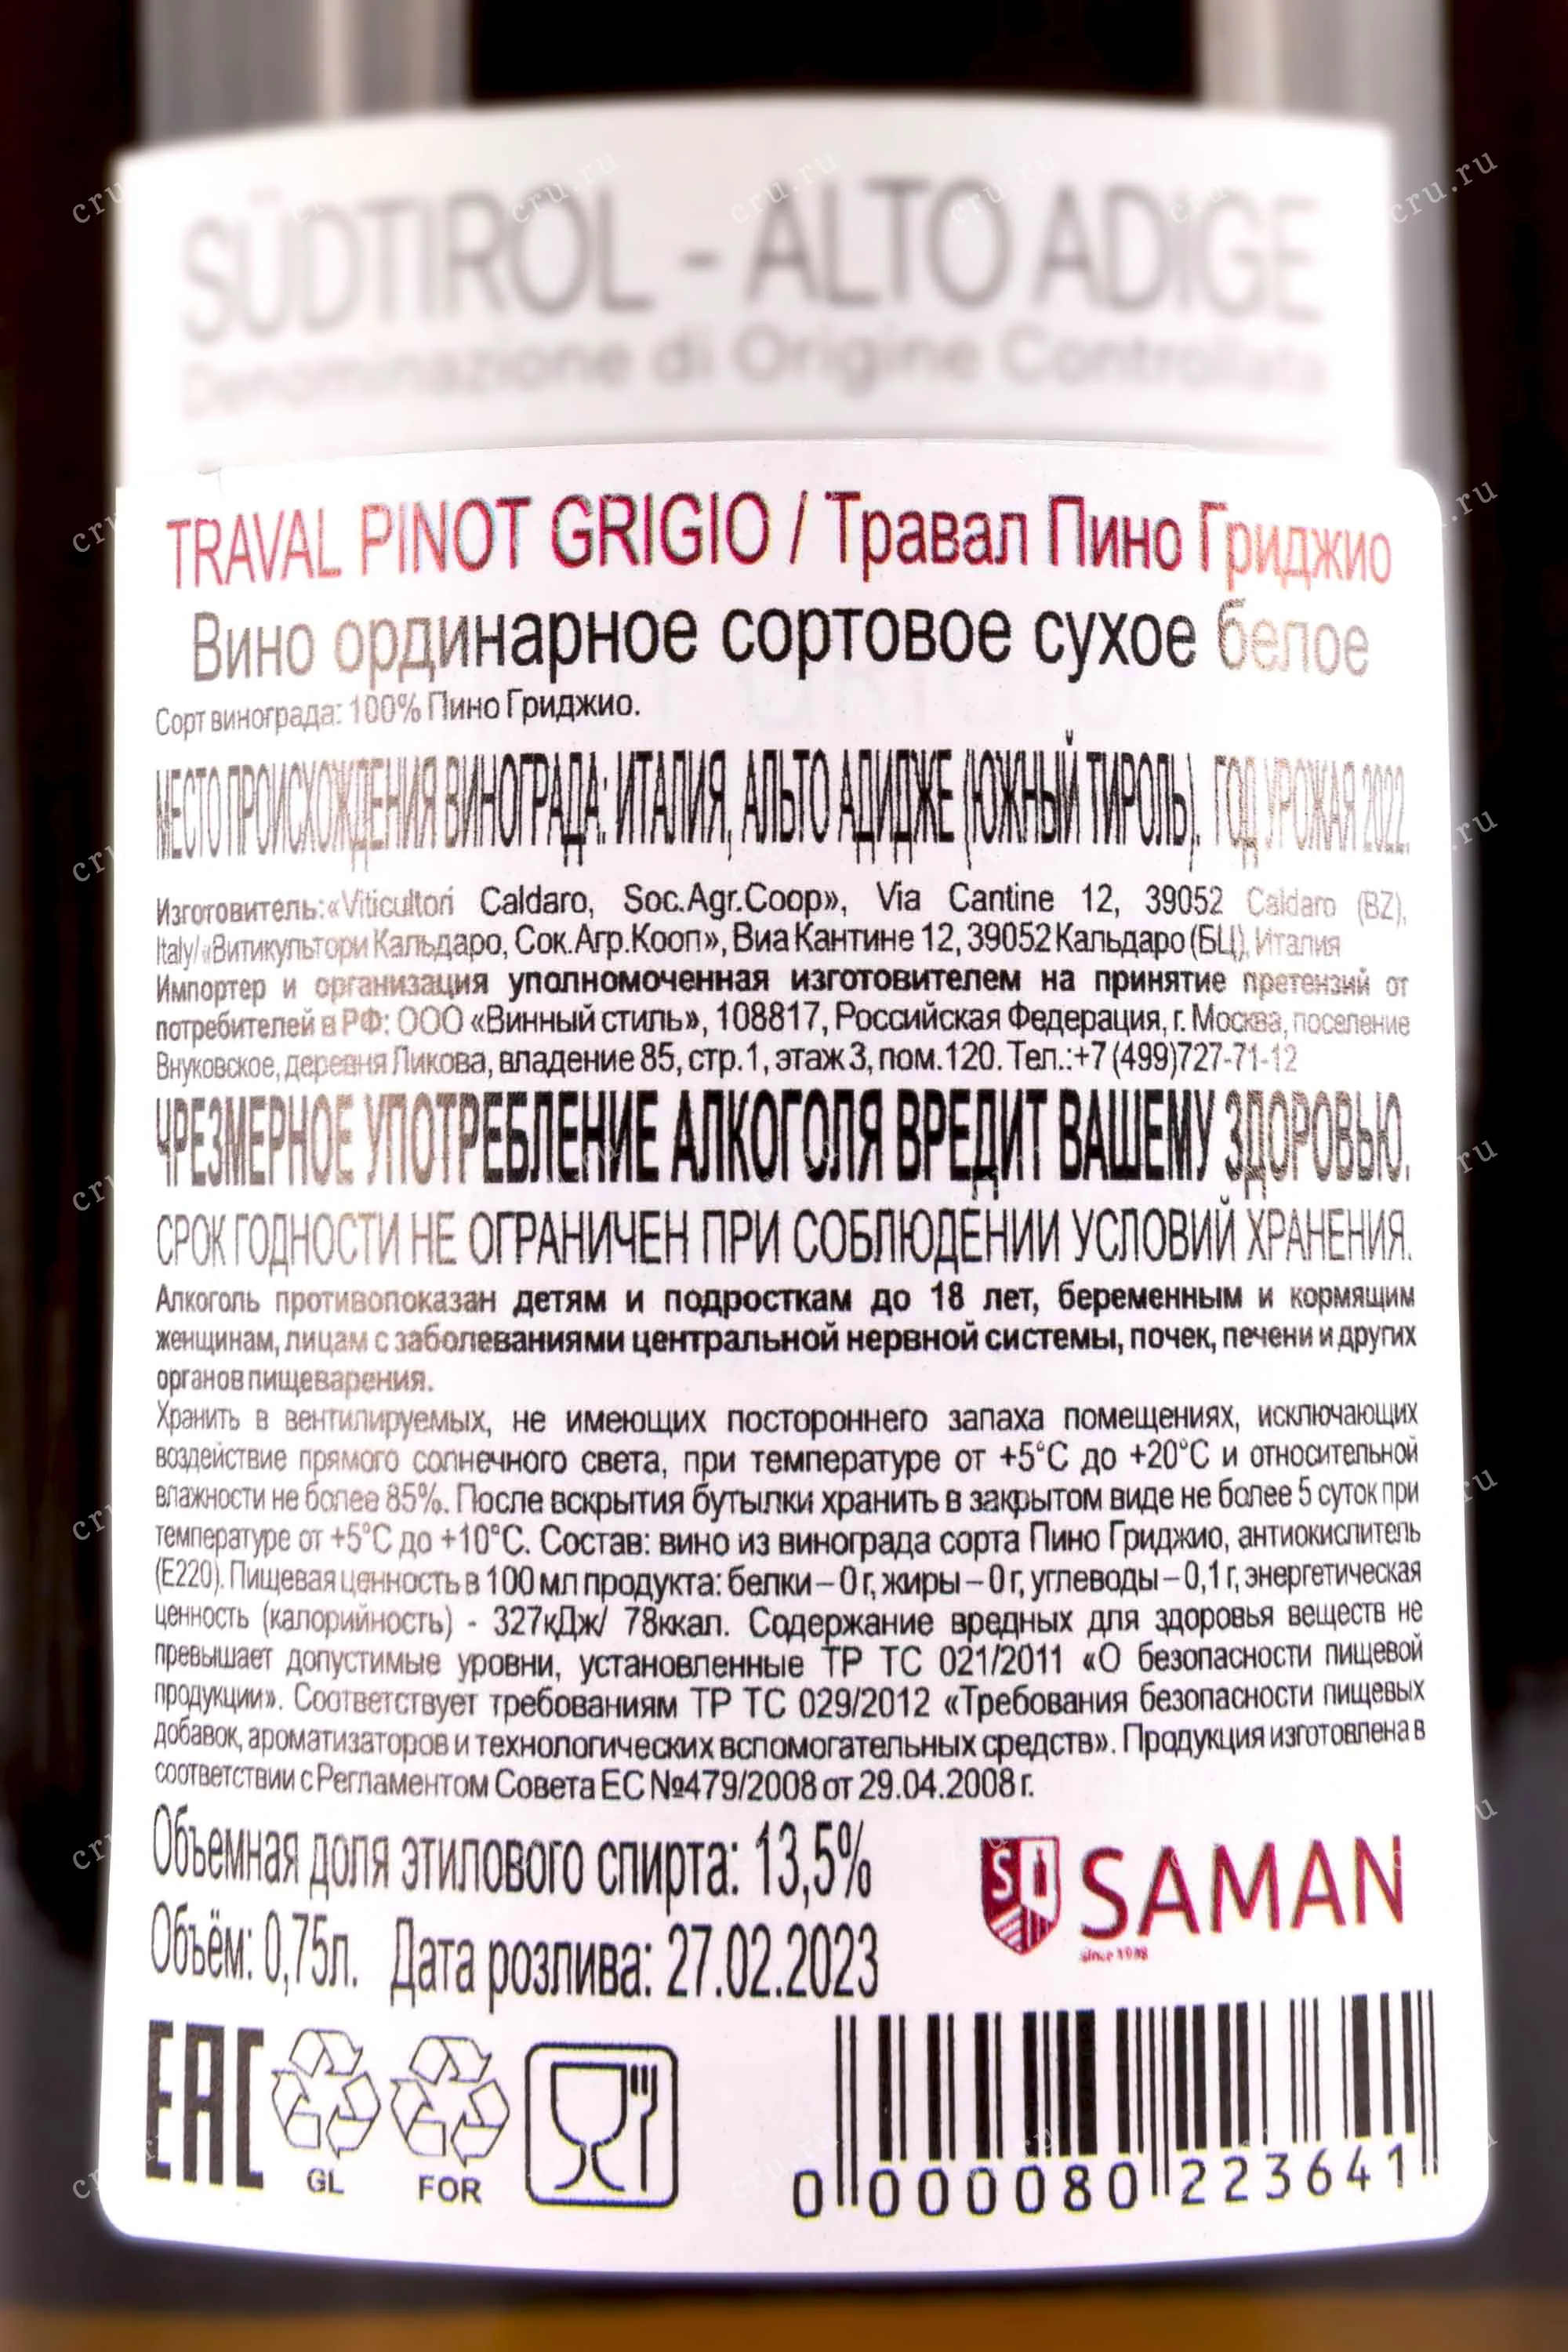 SÜDTIROL - ALTO ADIGE
Denominazione di Origine Controllata
TRAVAL PINOT GRIGIO / Травал Пино Гриджио
Вино ординарное сортовое сухое белое
Сорт винограда: 100% Пино Гриджио.
МЕСТО ПРОИСХОЖДЕНИЯ ВИНОГРАДА: ИТАЛИЯ, АЛЬТО АДИДЖЕ (ЮЖНЫЙ ТИРОЛЬ). ГОД УРОЖАЯ 2022.
Изготовитель:«Viticultori Caldaro, Soc.Agr.Coop», Via Cantine 12, 39052 Caldaro (BZ),
Italy/«Витикультори Кальдаро, Сок.Агр.Кооп», Виа Кантине 12, 39052 Кальдаро (БЦ), Италия
Импортер и организация уполномоченная изготовителем на принятие претензий от
потребителей в РФ: ООО «Винный стиль», 108817, Российская Федерация, г. Москва, поселение
Внуковское, деревня Ликова, владение 85, стр.1, этаж 3, пом.120. Тел.:+7 (499)727-71-12
ЧРЕЗМЕРНОЕ УПОТРЕБЛЕНИЕ АЛКОГОЛЯ ВРЕДИТ ВАШЕМУ ЗДОРОВЬЮ.
СРОК ГОДНОСТИ НЕ ОГРАНИЧЕН ПРИ СОБЛЮДЕНИИ УСЛОВИЙ ХРАНЕНИЯ.
Алкоголь противопоказан детям и подросткам до 18 лет, беременным и кормящим
женщинам, лицам с заболеваниями центральной нервной системы, почек, печени и других
органов пищеварения.
Хранить в вентилируемых, не имеющих постороннего запаха помещениях, исключающих
воздействие прямого солнечного света, при температуре от +5°C до +20°C и относительной
влажности не более 85%. После вскрытия бутылки хранить в закрытом виде не более 5 суток при
температуре от +5°C до +10°C. Состав: вино из винограда сорта Пино Гриджио, антиокислитель
(Е220). Пищевая ценность в 100 мл продукта: белки – 0 г, жиры – 0 г, углеводы – 0,1 г, энергетическая
ценность (калорийность) - 327кДж/ 78ккал. Содержание вредных для здоровья веществ не
превышает допустимые уровни, установленные ТР ТС 021/2011 «О безопасности пищевой
продукции». Соответствует требованиям ТР ТС 029/2012 «Требования безопасности пищевых
добавок, ароматизаторов и технологических вспомогательных средств». Продукция изготовлена в
соответствии с Регламентом Совета ЕС №479/2008 от 29.04.2008 г.
Объемная доля этилового спирта: 13,5%
Объём: 0,75л. Дата розлива: 27.02.2023
SAMAN
since 1998
EAC
GL
FOR
0 000080 223641
cru.ru